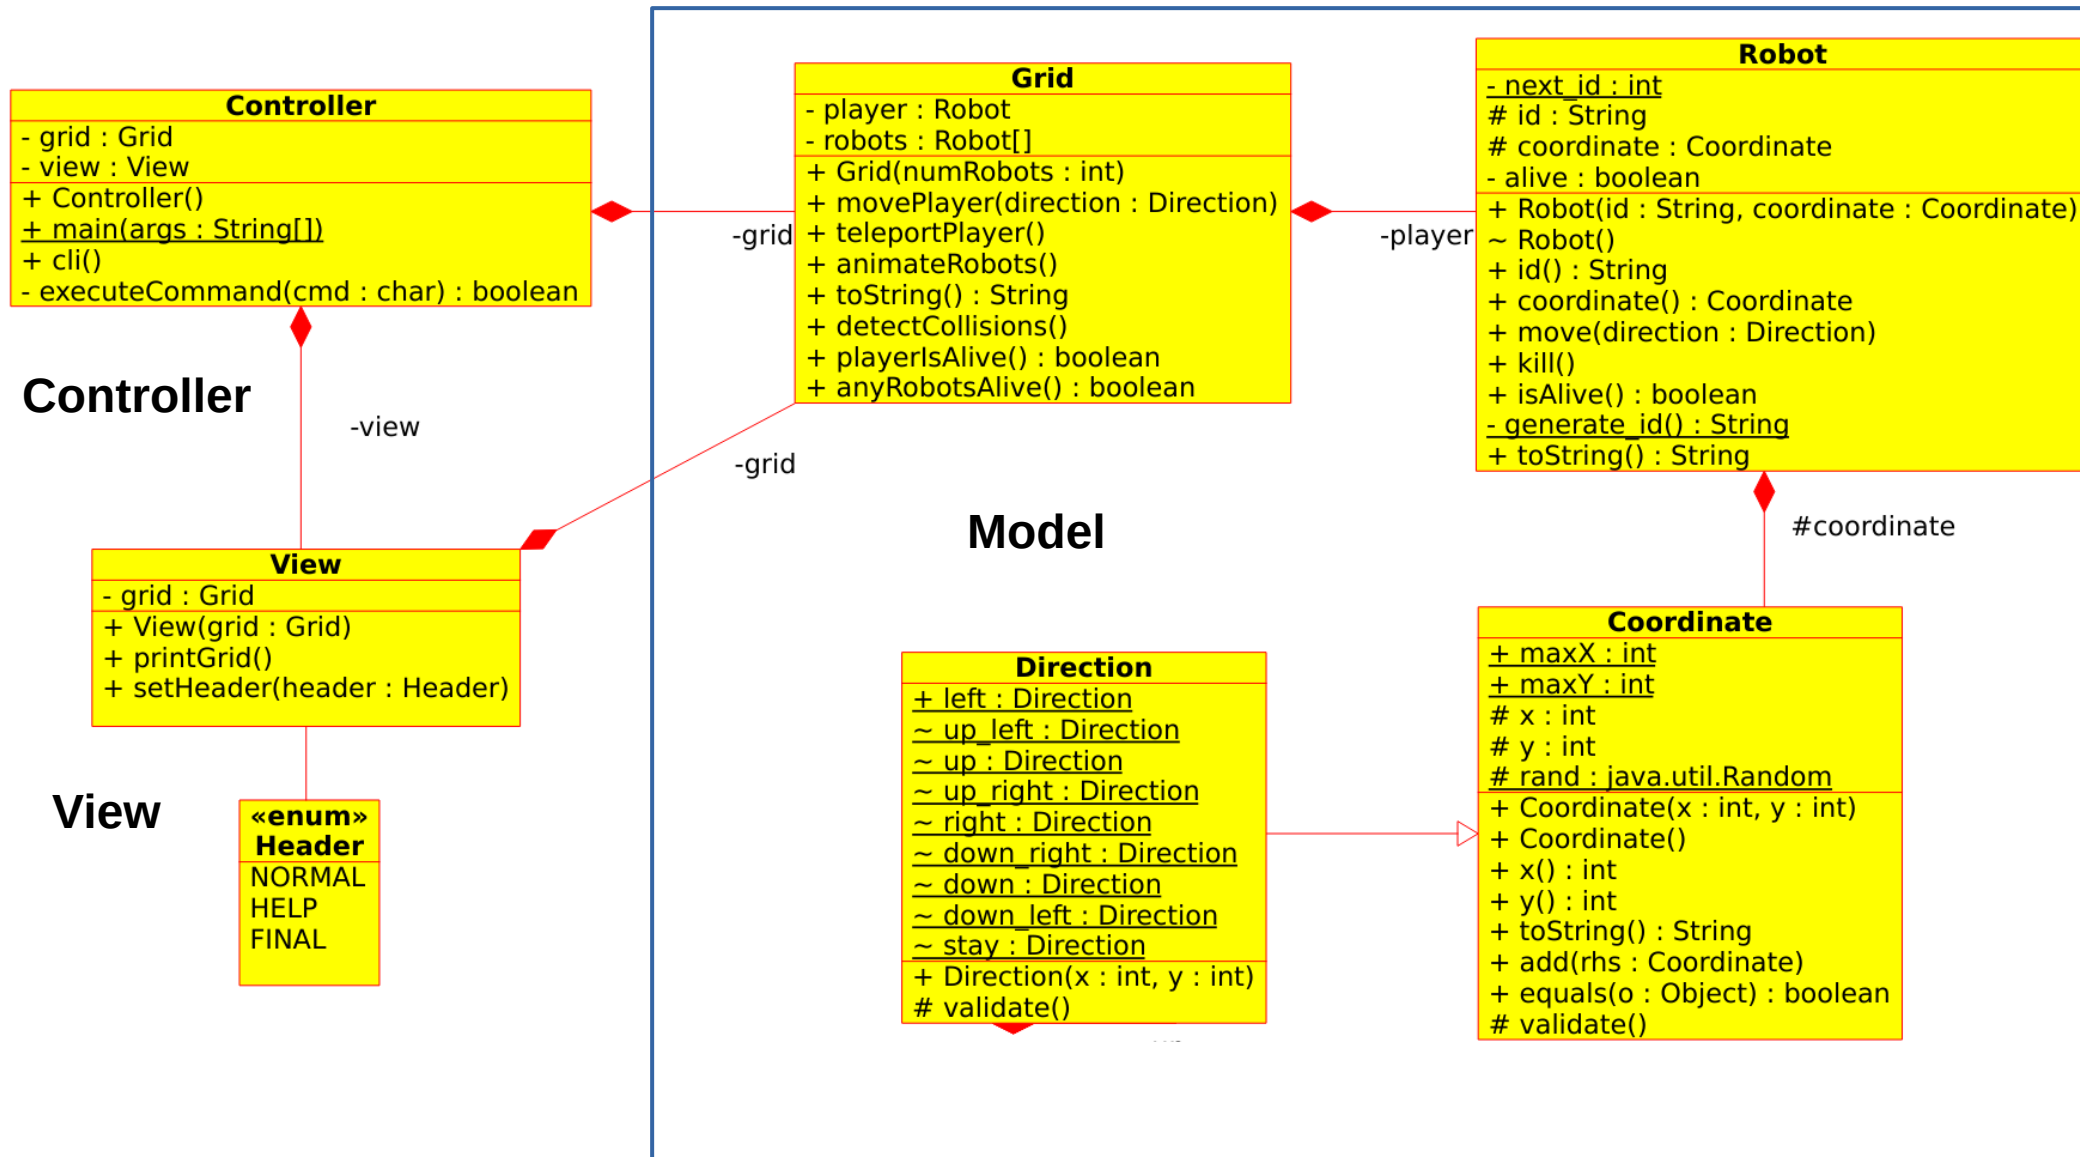 Controller
- grid : Grid
- view : View
+ Controller()
+ main(args : String[])
+ cli()
- executeCommand(cmd : char) : boolean
Controller
-view
View
- grid : Grid
+ View(grid : Grid)
+ printGrid()
+ setHeader(header : Header)
View
«enum»
Header
NORMAL
HELP
FINAL
-grid
-grid
Grid
- player : Robot
- robots : Robot[]
+ Grid(numRobots : int)
+ movePlayer(direction : Direction)
+ teleportPlayer()
+ animateRobots()
+ toString() : String
+ detectCollisions()
+ playerIsAlive() : boolean
+ anyRobotsAlive() : boolean
-player
Model
Robot
- next_id : int
# id : String
# coordinate : Coordinate
- alive : boolean
+ Robot(id : String, coordinate : Coordinate)
~ Robot()
+ id() : String
+ coordinate() : Coordinate
+ move(direction : Direction)
+ kill()
+ isAlive() : boolean
- generate_id() : String
+ toString() : String
#coordinate
Direction
+ left : Direction
~ up_left : Direction
~ up : Direction
~ up_right : Direction
~ right : Direction
~ down_right : Direction
~ down : Direction
~ down_left : Direction
~ stay : Direction
+ Direction(x : int, y : int)
# validate()
Coordinate
+ maxX : int
+ maxY : int
# x : int
# y : int
# rand : java.util.Random
+ Coordinate(x : int, y : int)
+ Coordinate()
+ x() : int
+ y() : int
+ toString() : String
+ add(rhs : Coordinate)
+ equals(o : Object) : boolean
# validate()